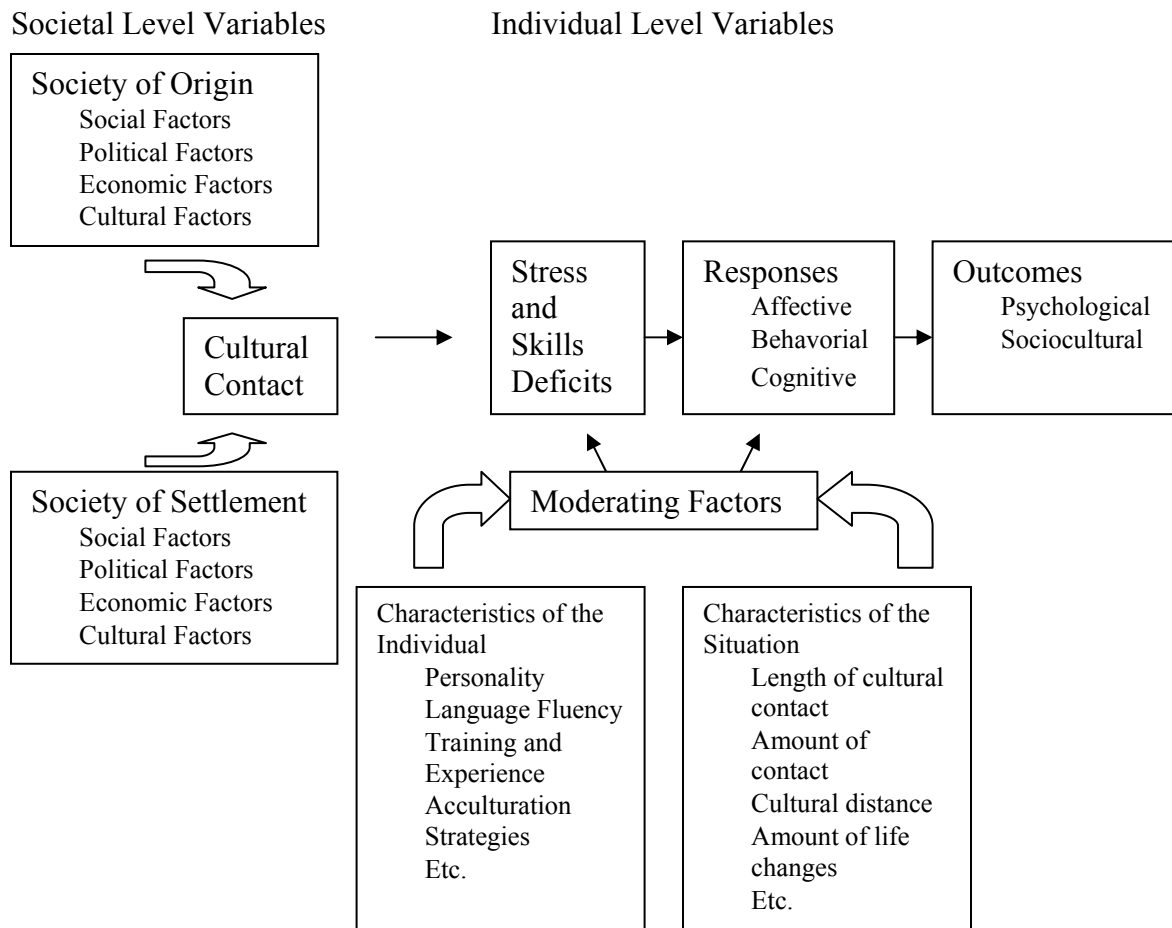 Societal Level Variables
Individual Level Variables
Society of Origin
Social Factors
Political Factors
Economic Factors
Cultural Factors
Cultural
Contact
Stress
and
Skills
Deficits
Responses
Affective
Behavorial
Cognitive
Outcomes
Psychological
Sociocultural
Society of Settlement
Social Factors
Political Factors
Economic Factors
Cultural Factors
Moderating Factors
Characteristics of the
Individual
Personality
Language Fluency
Training and
Experience
Acculturation
Strategies
Etc.
Characteristics of the
Situation
Length of cultural
contact
Amount of
contact
Cultural distance
Amount of life
changes
Etc.